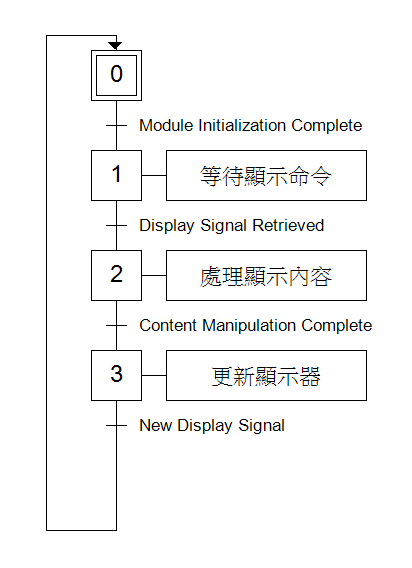 0
Module Initialization Complete
1
等待顯示命令
Display Signal Retrieved
2
處理顯示內容
Content Manipulation Complete
3
更新顯示器
New Display Signal